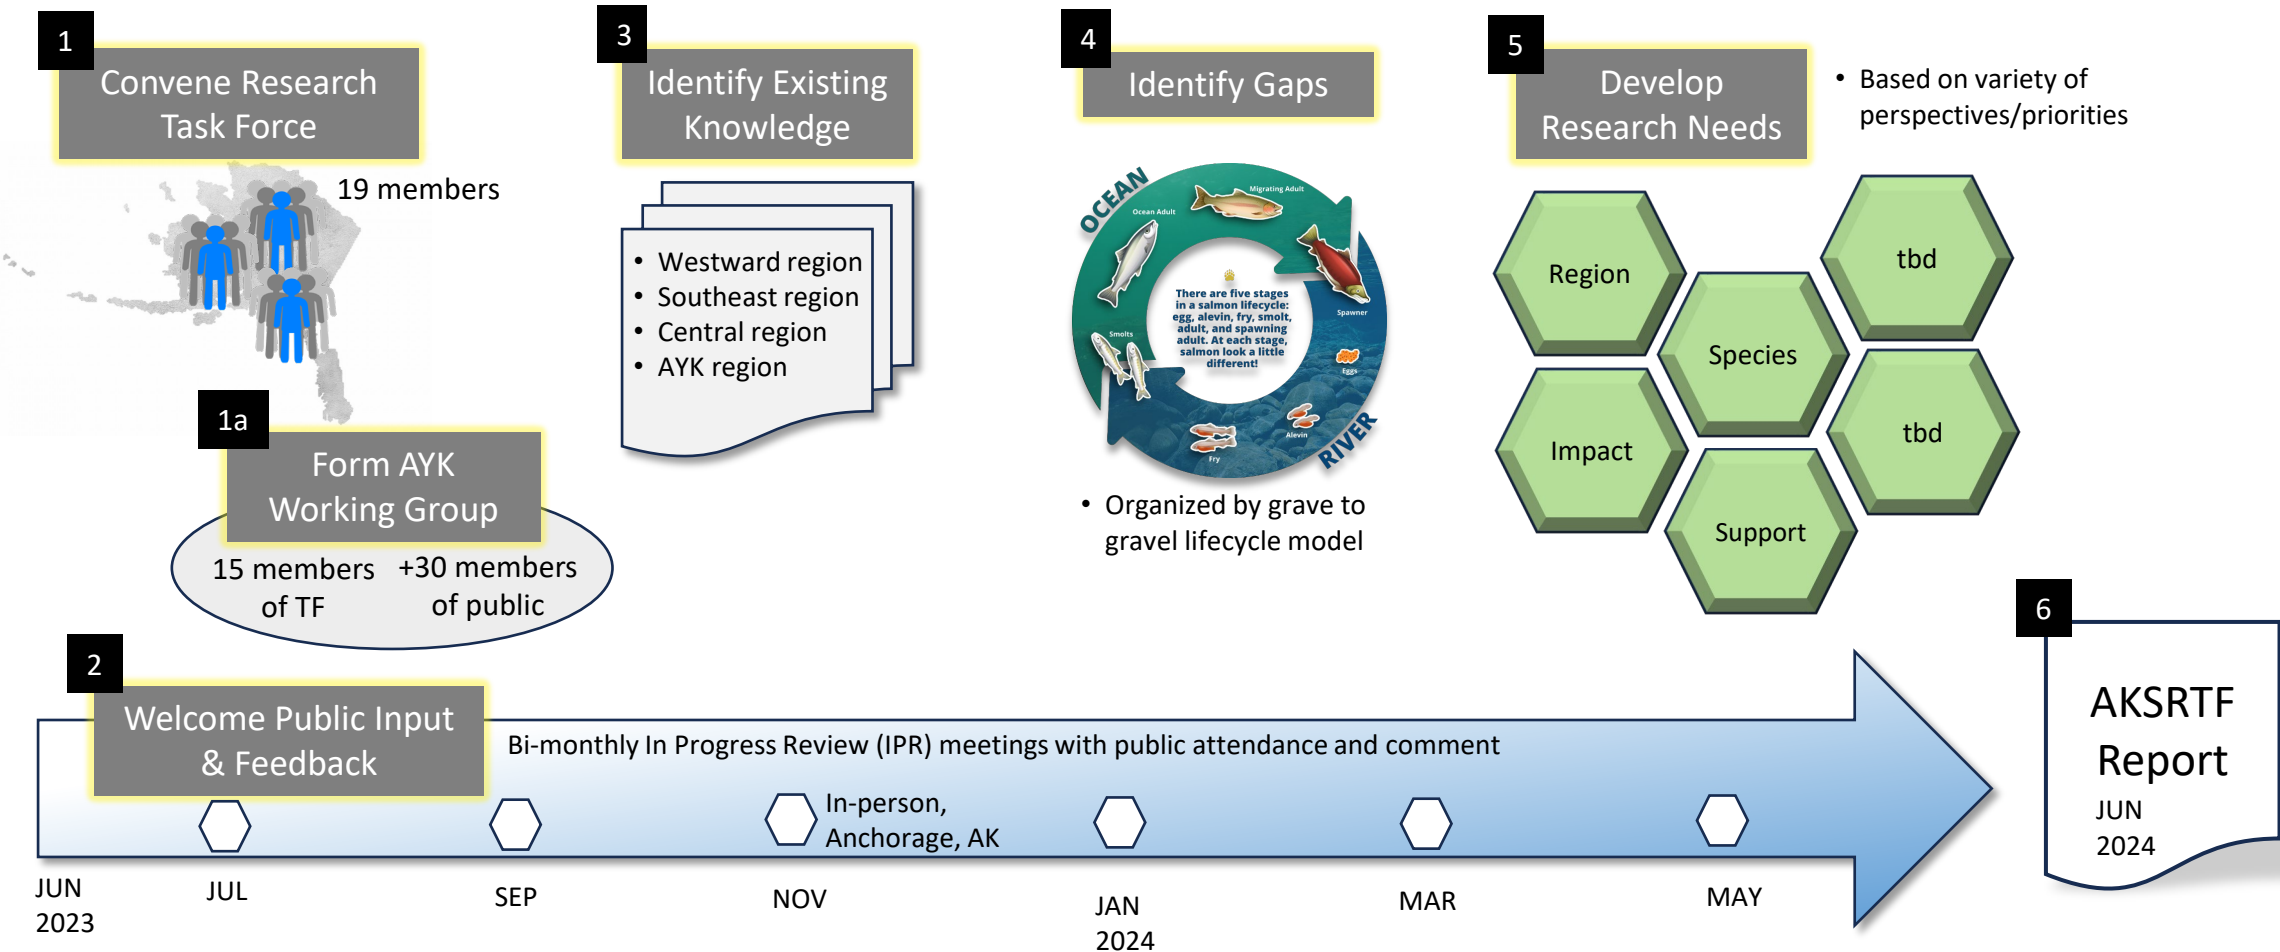 1
Convene Research
Task Force
19 members
1a
Form AYK
Working Group
15 members
of TF
+30 members
of public
2
Welcome Public Input
& Feedback
3
Identify Existing
Knowledge
• Westward region
• Southeast region
• Central region
• AYK region
4
Identify Gaps
OCEAN
Migrating Adult
Ocean Adult
Spawner
Smolts
Eggs
Alevin
Fry
RIVER
There are five stages
in a salmon lifecycle:
egg, alevin, fry, smolt,
adult, and spawning
adult. At each stage,
salmon look a little
different!
• Organized by grave to
gravel lifecycle model
5
Develop
Research Needs
• Based on variety of
perspectives/priorities
Region
Species
tbd
Impact
Support
tbd
Bi-monthly In Progress Review (IPR) meetings with public attendance and comment
In-person,
Anchorage, AK
JUN
2023
JUL
SEP
NOV
JAN
2024
MAR
MAY
6
AKSRTF
Report
JUN
2024